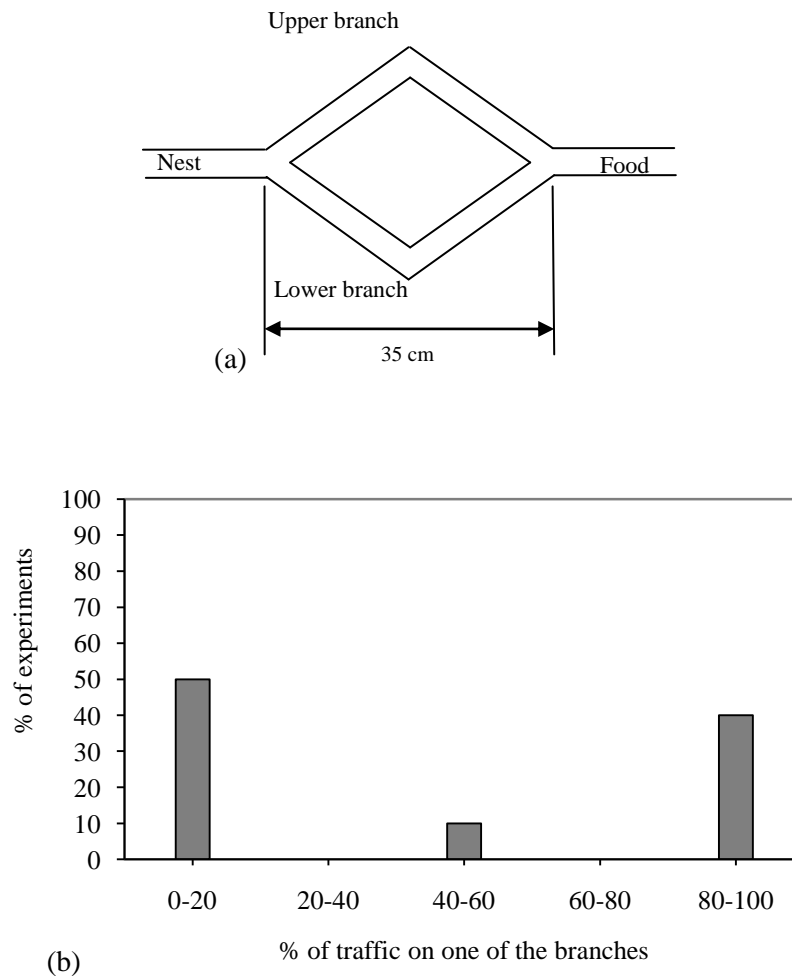 Upper branch
Nest
Food
Lower branch
35 cm
(a)
% of experiments
100
90
80
70
60
50
40
30
20
10
0
0-20 20-40 40-60 60-80 80-100
% of traffic on one of the branches
(b)